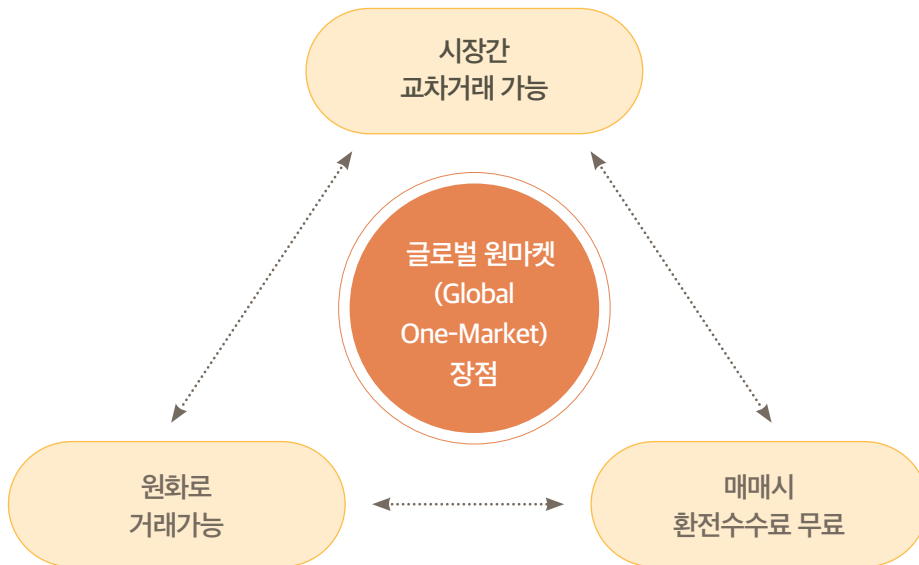 시장간
교차거래 가능
글로벌 원마켓
(Global
One-Market)
장점
원화로
거래가능
매매시
환전수수료 무료